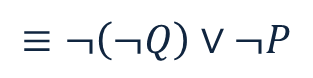 ≡ ¬(¬Q) ∨ ¬P